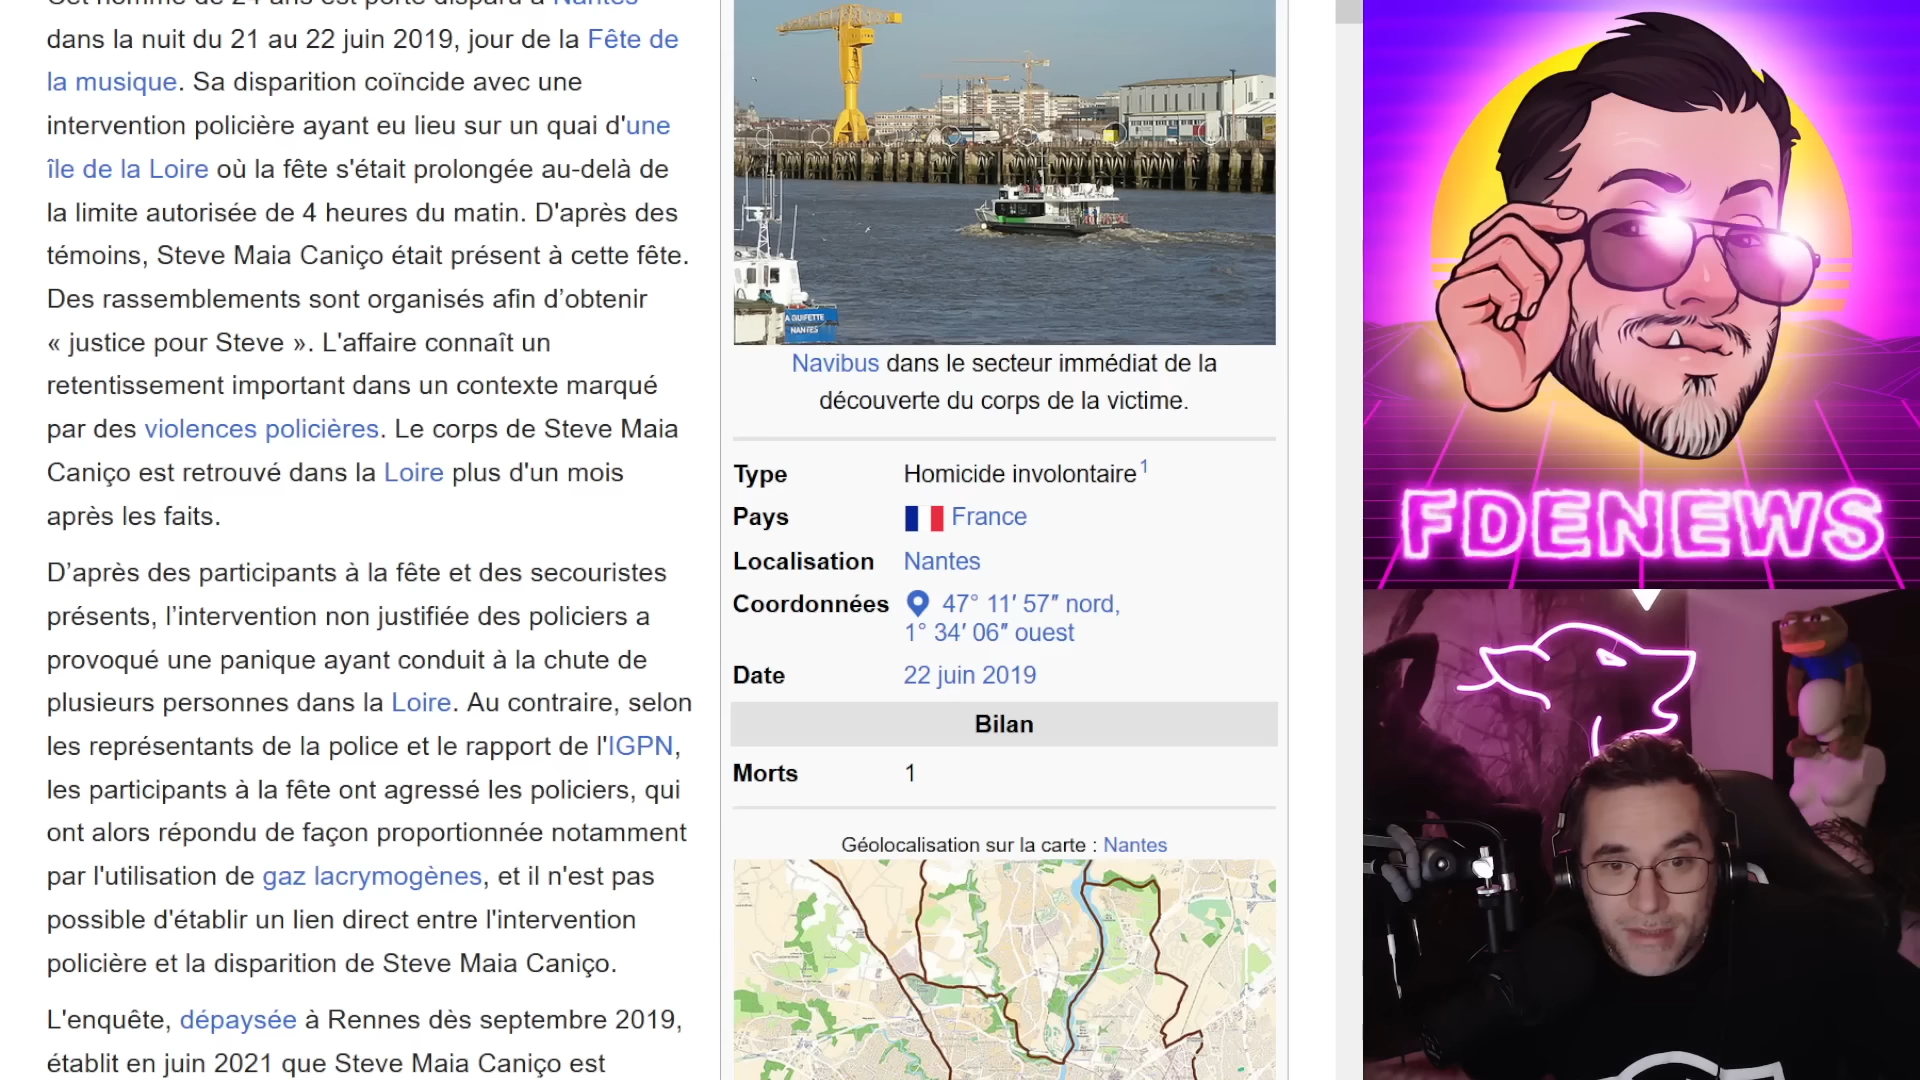 Cet homme de 24 ans est porté disparu à Nantes
dans la nuit du 21 au 22 juin 2019, jour de la Fête de
la musique. Sa disparition coïncide avec une
intervention policière ayant eu lieu sur un quai d'une
île de la Loire où la fête s'était prolongée au-delà de
la limite autorisée de 4 heures du matin. D'après des
témoins, Steve Maia Caniço était présent à cette fête.
Des rassemblements sont organisés afin d’obtenir
« justice pour Steve ». L'affaire connaît un
retentissement important dans un contexte marqué
par des violences policières. Le corps de Steve Maia
Caniço est retrouvé dans la Loire plus d'un mois
après les faits.
D’après des participants à la fête et des secouristes
présents, l’intervention non justifiée des policiers a
provoqué une panique ayant conduit à la chute de
plusieurs personnes dans la Loire. Au contraire, selon
les représentants de la police et le rapport de l'IGPN,
les participants à la fête ont agressé les policiers, qui
ont alors répondu de façon proportionnée notamment
par l'utilisation de gaz lacrymogènes, et il n'est pas
possible d'établir un lien direct entre l'intervention
policière et la disparition de Steve Maia Caniço.
L'enquête, dépaysée à Rennes dès septembre 2019,
établit en juin 2021 que Steve Maia Caniço est
A GUIFETTE
NANTES
Navibus dans le secteur immédiat de la
découverte du corps de la victime.
Type Homicide involontaire1
Pays France
Localisation Nantes
Coordonnées 47° 11′ 57″ nord,
1° 34′ 06″ ouest
Date 22 juin 2019
Bilan
Morts 1
Géolocalisation sur la carte : Nantes
FDENEWS